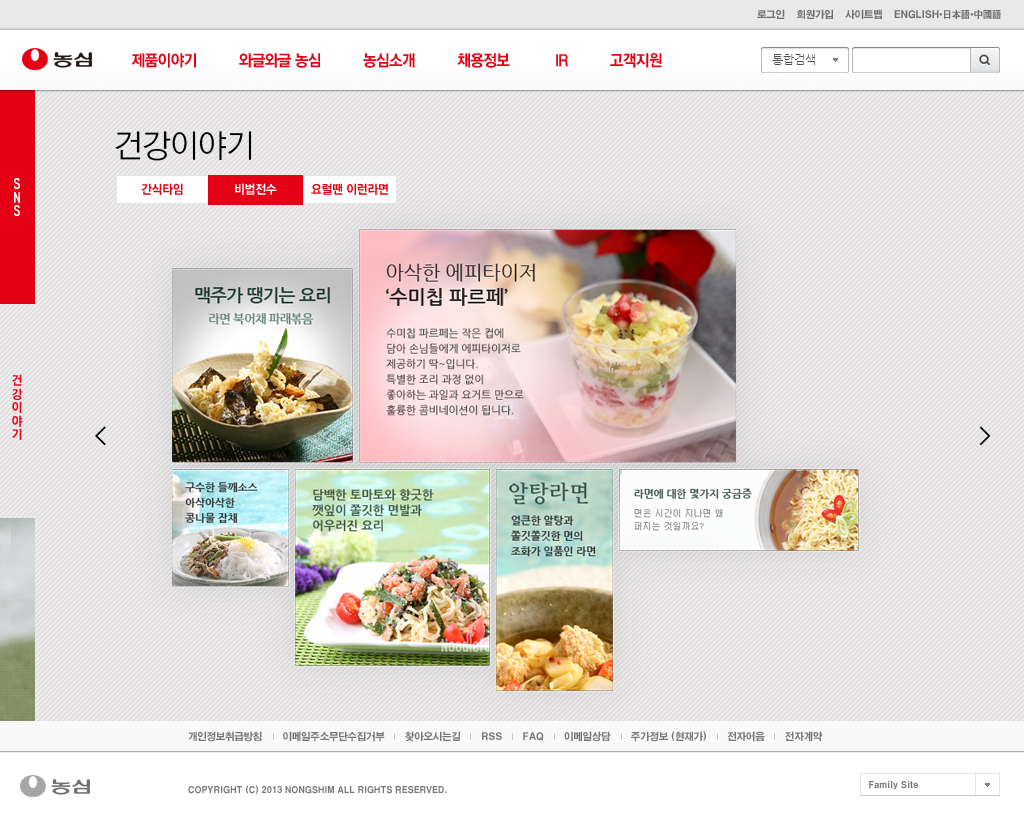 로그인 회원가입 사이트맵 ENGLISH•日本語•中國語
농심 제품이야기 와글와글 농심 농심소개 채용정보 IR 고객지원 통합검색
SNS
건강이야기
간식타임 비법전수 요럴땐 이런라면
맥주가 땡기는 요리
라면 북어채 파래볶음
아삭한 에피타이저
‘수미칩 파르페’
수미칩 파르페는 작은 컵에
담아 손님들에게 에피타이저로
제공하기 딱~입니다.
특별한 조리 과정 없이
좋아하는 과일과 요거트 만으로
훌륭한 콤비네이션이 됩니다.
건강이야기
구수한 들깨소스
아삭아삭한
콩나물 잡채
담백한 토마토와 향긋한
깻잎이 쫄깃한 면발과
어우러진 요리
알탕라면
얼큰한 알탕과
쫄깃쫄깃한 면의
조화가 일품인 라면
라면에 대한 몇가지 궁금증
면은 시간이 지나면 왜
퍼지는 것일까요?
개인정보취급방침 이메일주소무단수집거부 찾아오시는길 RSS FAQ 이메일상담 주가정보 (현재가) 전자어음 전자계약
농심 COPYRIGHT (C) 2013 NONGSHIM ALL RIGHTS RESERVED. Family Site